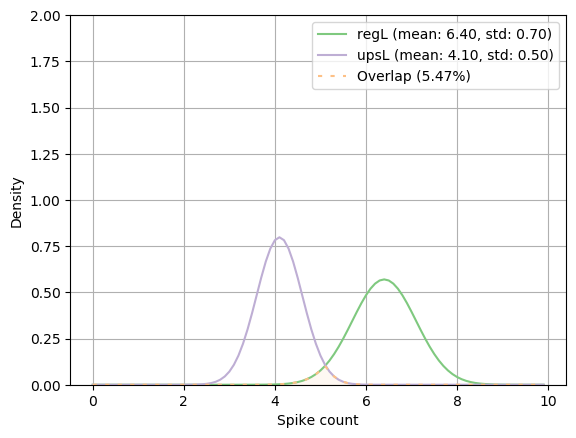 2.00
1.75
1.50
1.25
1.00
0.75
0.50
0.25
0.00
Density
regL (mean: 6.40, std: 0.70)
upsL (mean: 4.10, std: 0.50)
Overlap (5.47%)
0 2 4 6 8 10
Spike count